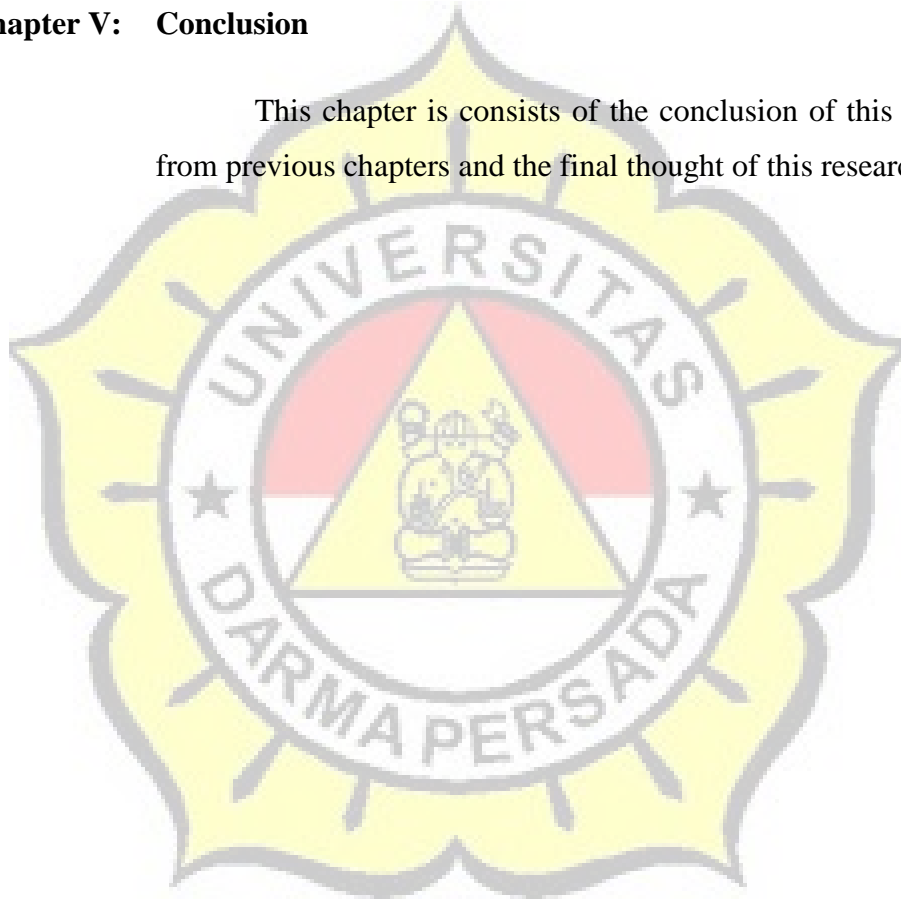 hapter V: Conclusion
This chapter is consists of the conclusion of this
from previous chapters and the final thought of this resear
UNIVERSITAS
DARMA PERSADA